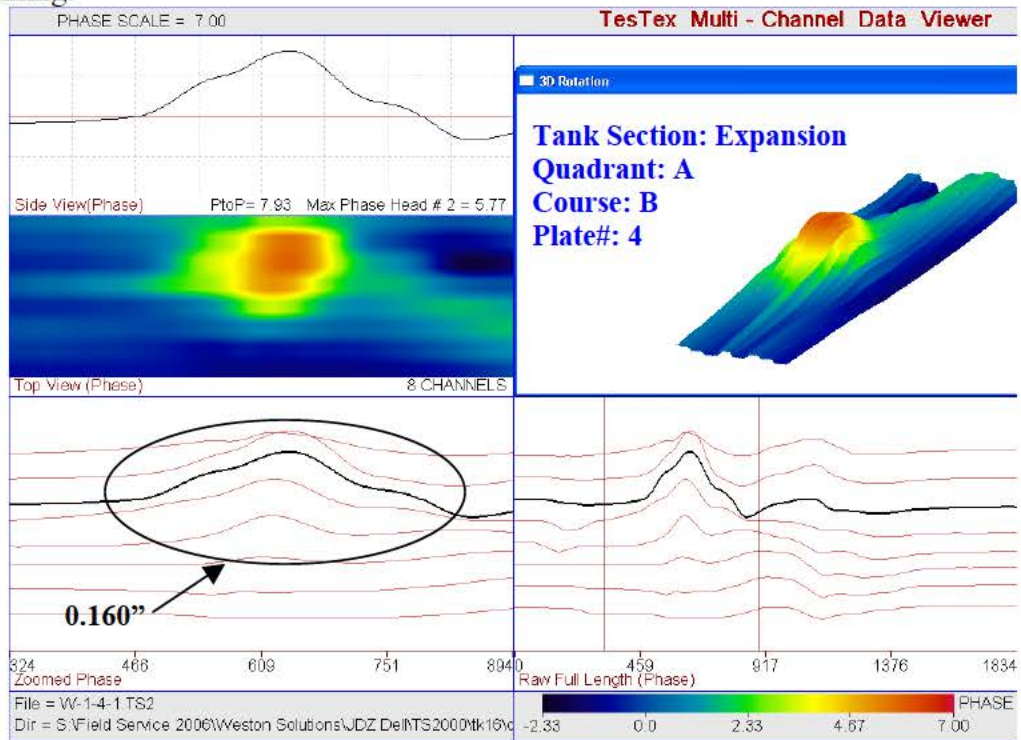 PHASE SCALE = 7.00
TesTex Multi - Channel Data Viewer
3D Rotation
Tank Section: Expansion
Quadrant: A
Course: B
Plate#: 4
Side View(Phase) PtoP= 7.93 Max Phase Head # 2 = 5.77
Top View (Phase) 8 CHANNELS
0.160”
324 466 609 751 894
Zoomed Phase
0 459 917 1376 1834
Raw Full Length (Phase)
File = W-1-4-1.TS2
Dir = S:\Field Service 2006\Weston Solutions\JDZ Dell\TS2000\tk16\
PHASE
-2.33 0.0 2.33 4.67 7.00